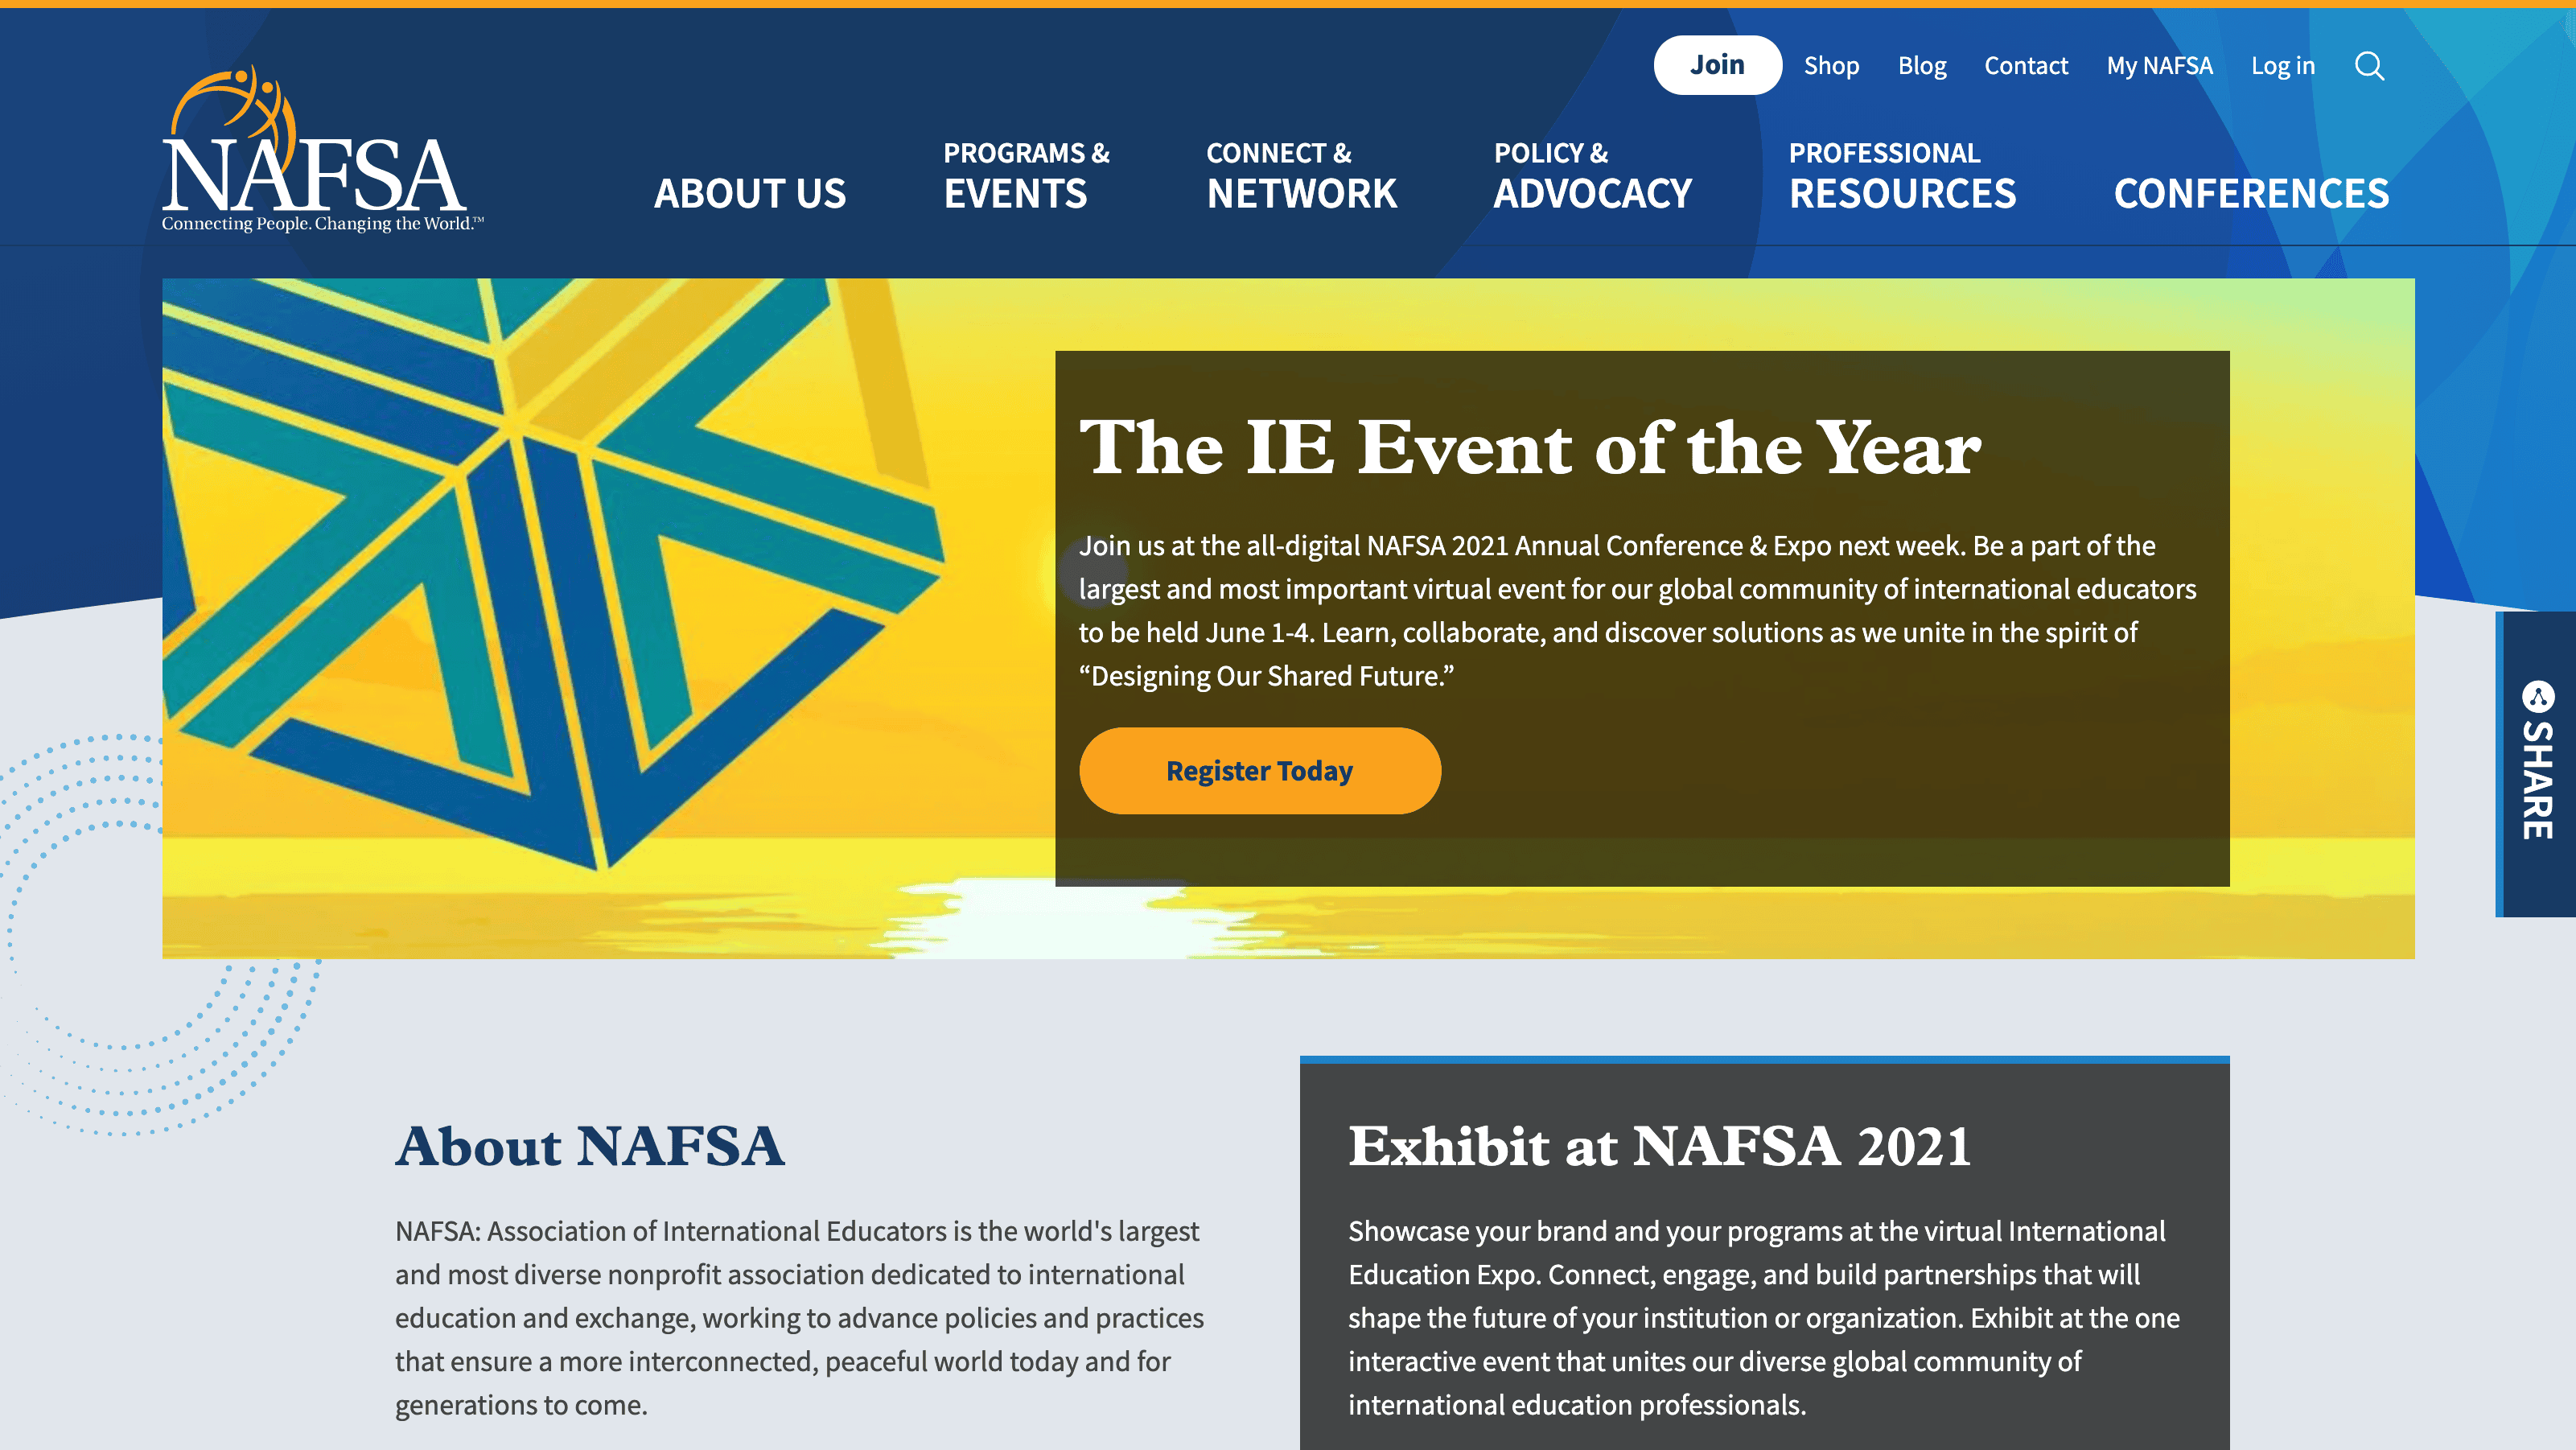 Join
Shop
Blog
Contact
My NAFSA
Log in
NAFSA
Connecting People. Changing the World.™
ABOUT US
PROGRAMS &
EVENTS
CONNECT &
NETWORK
POLICY &
ADVOCACY
PROFESSIONAL
RESOURCES
CONFERENCES
The IE Event of the Year
Join us at the all-digital NAFSA 2021 Annual Conference & Expo next week. Be a part of the
largest and most important virtual event for our global community of international educators
to be held June 1-4. Learn, collaborate, and discover solutions as we unite in the spirit of
“Designing Our Shared Future.”
Register Today
SHARE
About NAFSA
NAFSA: Association of International Educators is the world's largest
and most diverse nonprofit association dedicated to international
education and exchange, working to advance policies and practices
that ensure a more interconnected, peaceful world today and for
generations to come.
Exhibit at NAFSA 2021
Showcase your brand and your programs at the virtual International
Education Expo. Connect, engage, and build partnerships that will
shape the future of your institution or organization. Exhibit at the one
interactive event that unites our diverse global community of
international education professionals.